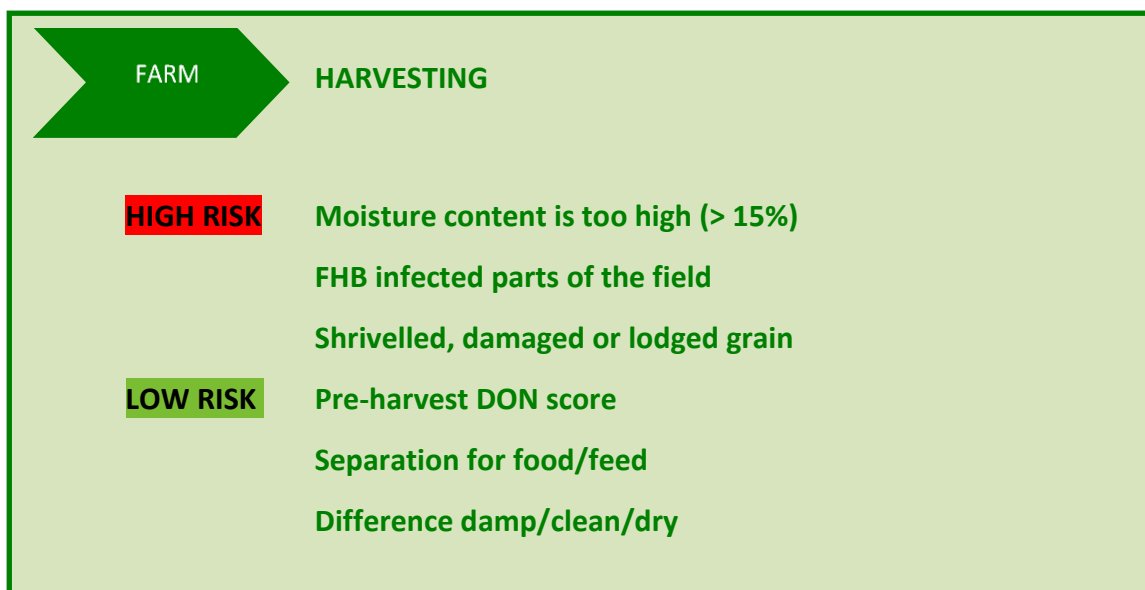 FARM
HARVESTING
HIGH RISK Moisture content is too high (> 15%)
FHB infected parts of the field
Shrivelled, damaged or lodged grain
LOW RISK Pre-harvest DON score
Separation for food/feed
Difference damp/clean/dry